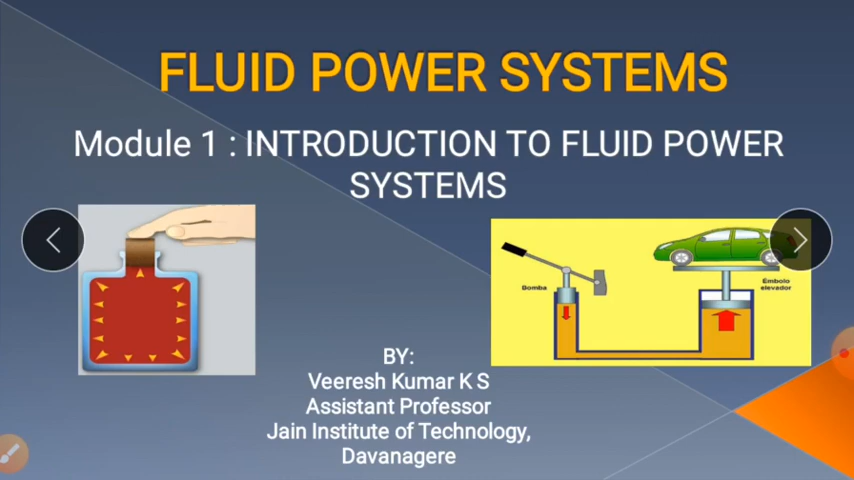 FLUID POWER SYSTEMS
Module 1 : INTRODUCTION TO FLUID POWER
SYSTEMS
Bomba
Émbolo
elevador
BY:
Veeresh Kumar K S
Assistant Professor
Jain Institute of Technology,
Davanagere